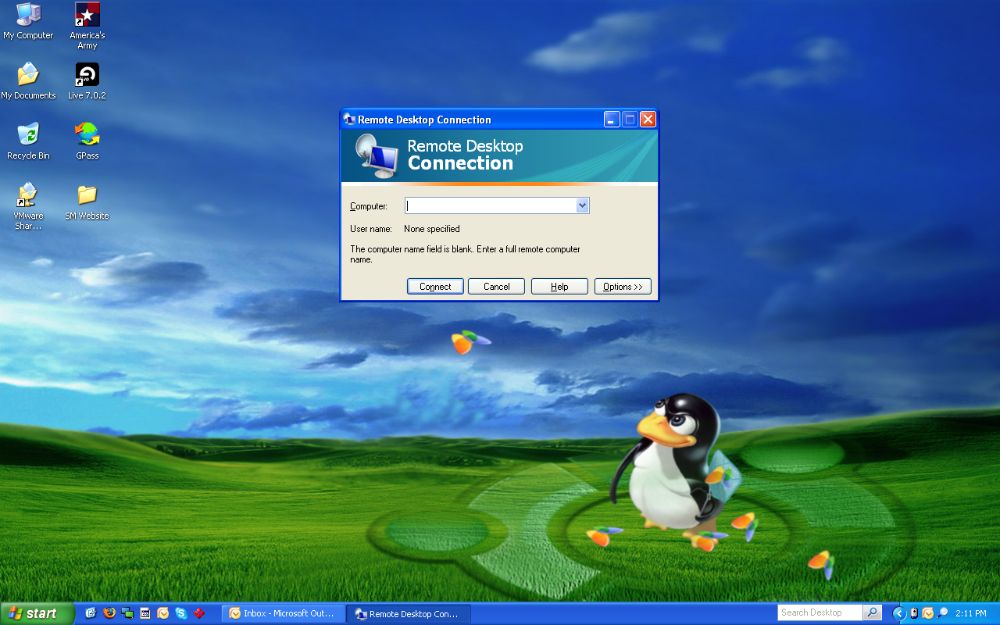 My Computer
America's
Army
My Documents
Live 7.0.2
Recycle Bin
GPass
VMware
Shar...
SM Website
Remote Desktop Connection
Remote Desktop
Connection
Computer:
User name: None specified
The computer name field is blank. Enter a full remote computer
name.
Connect Cancel Help Options >>
start
Inbox - Microsoft Out...
Remote Desktop Con...
Search Desktop
2:11 PM